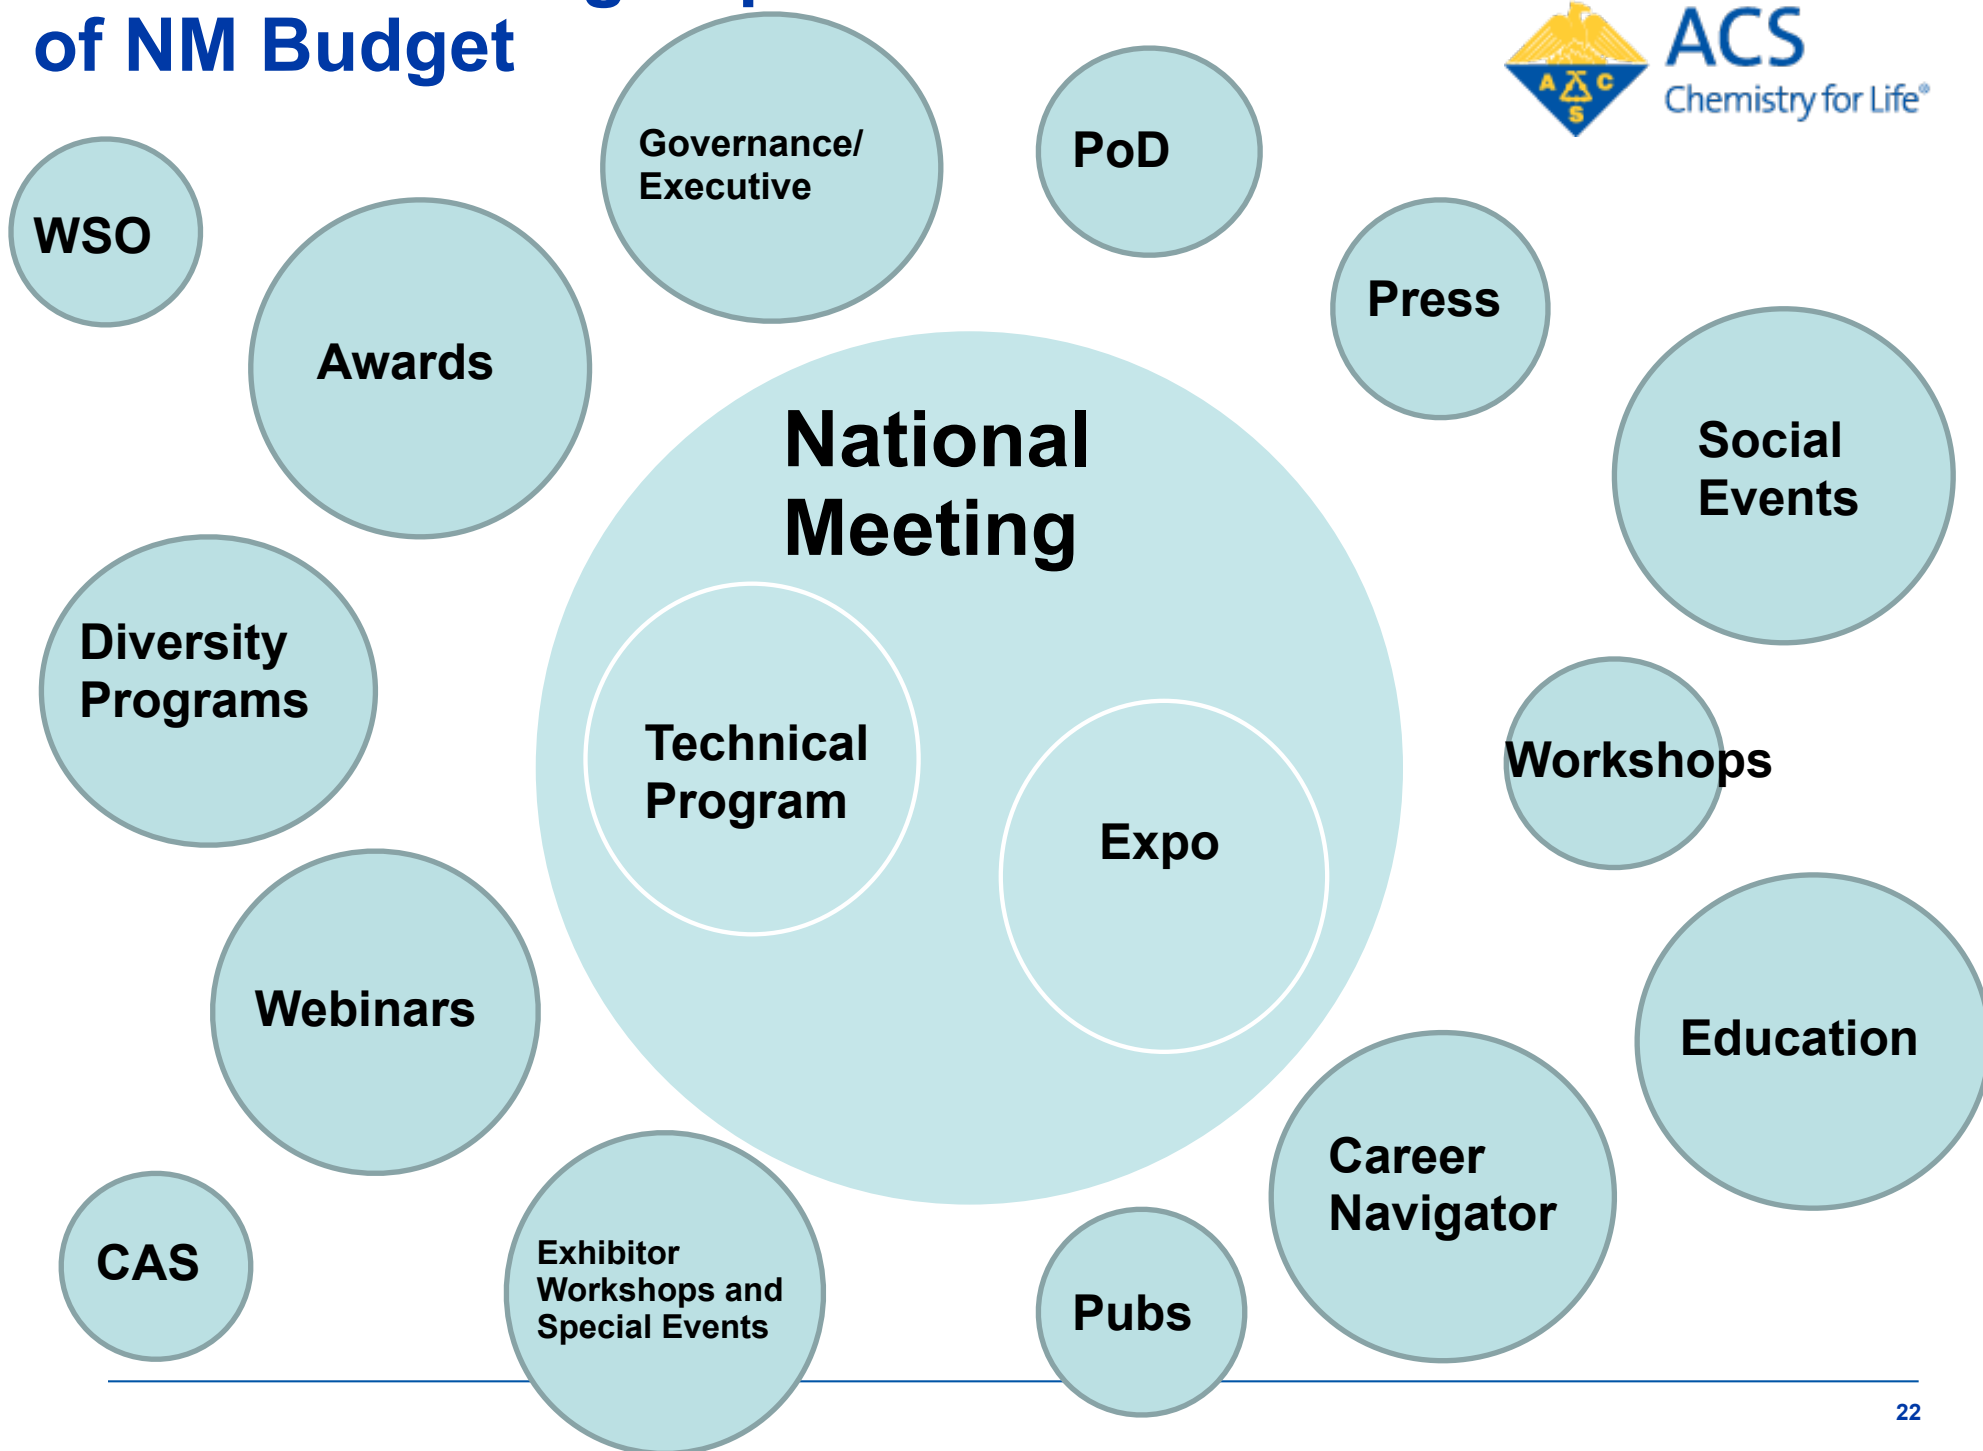 of NM Budget
ACS
Chemistry for Life®
A C S
Governance/
Executive
PoD
WSO
Awards
Press
Social
Events
National
Meeting
Diversity
Programs
Technical
Program
Workshops
Expo
Webinars
Education
Career
Navigator
CAS
Exhibitor
Workshops and
Special Events
Pubs
22